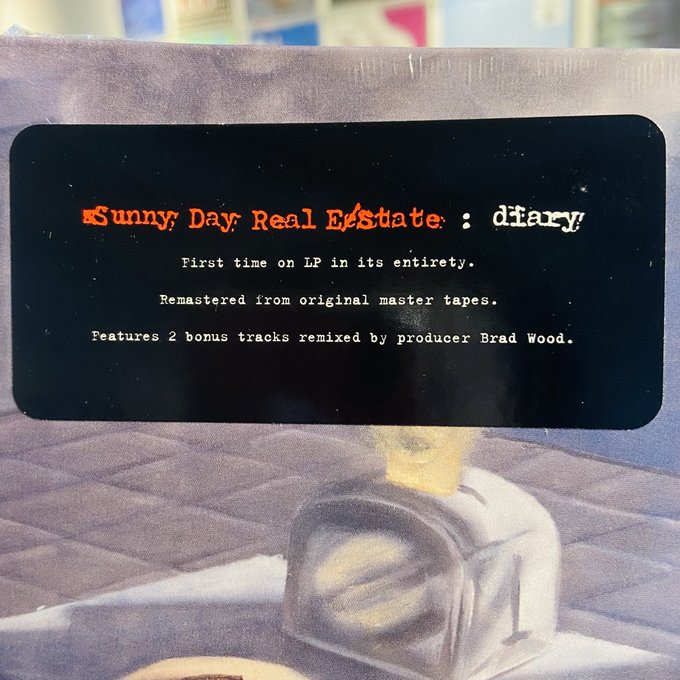 Sunny Day Real Estate : diary
First time on LP in its entirety.
Remastered from original master tapes.
Features 2 bonus tracks remixed by producer Brad Wood.